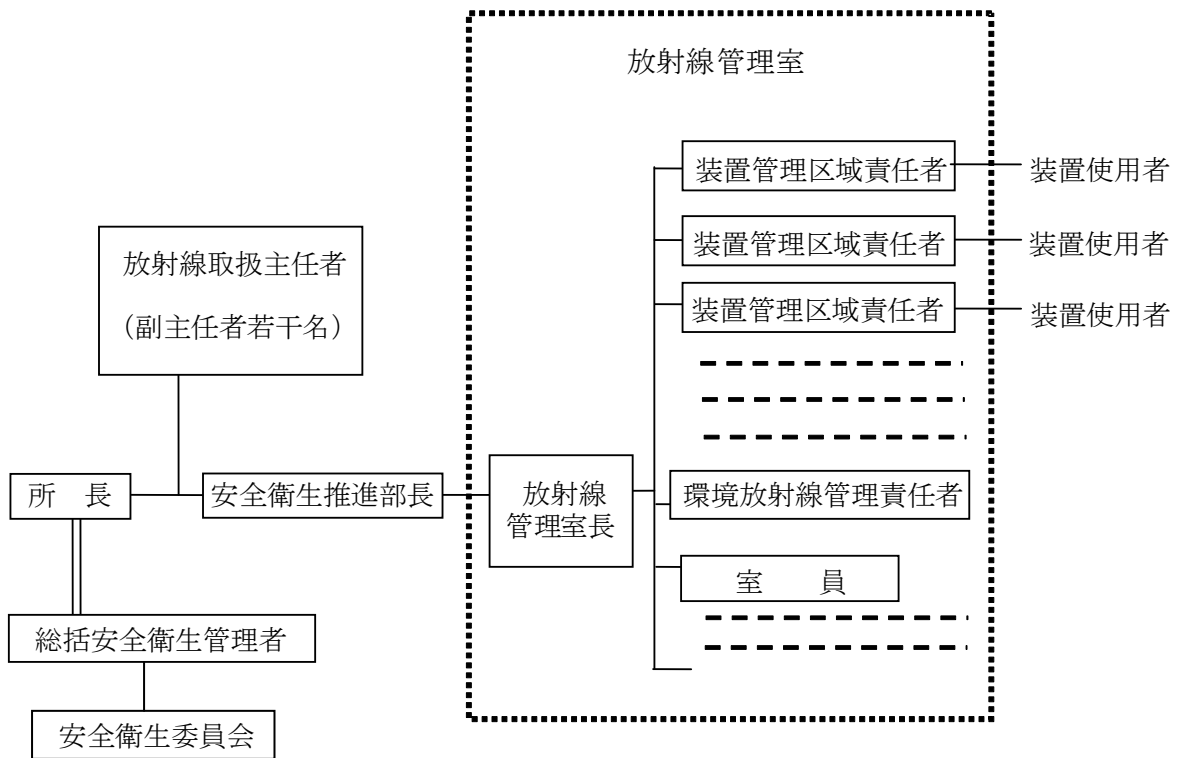 放射線管理室
装置管理区域責任者
装置使用者
装置管理区域責任者
装置使用者
装置管理区域責任者
装置使用者
放射線取扱主任者
(副主任者若干名)
所 長
安全衛生推進部長
放射線
管理室長
環境放射線管理責任者
室 員
総括安全衛生管理者
安全衛生委員会